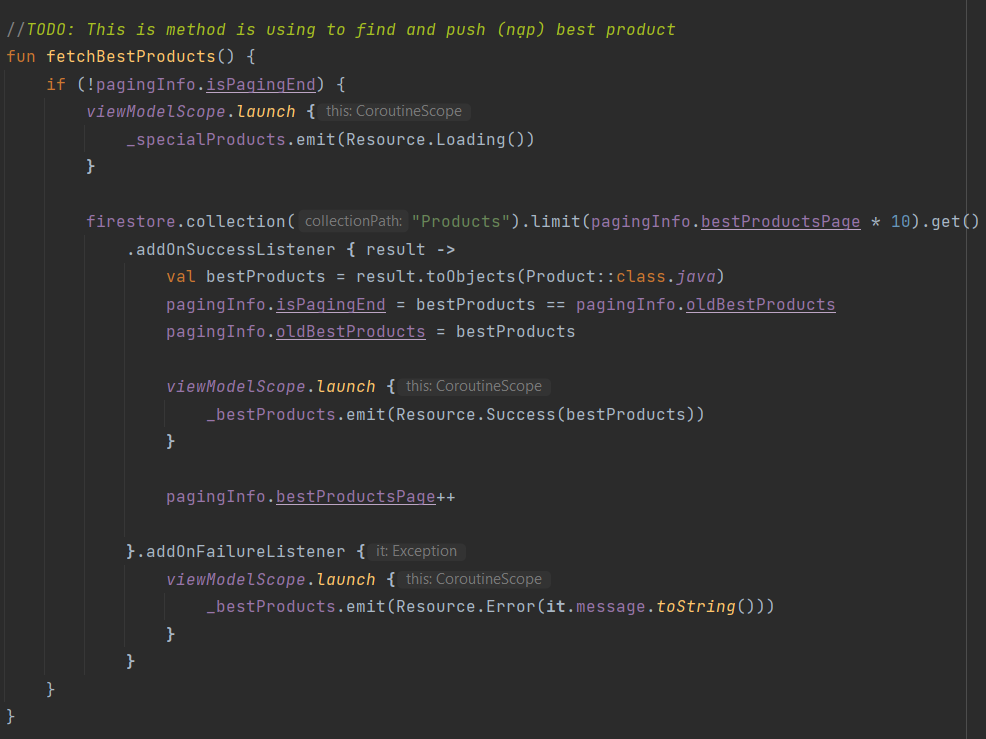 //TODO: This is method is using to find and push (nạp) best product
fun fetchBestProducts() {
if (!pagingInfo.isPagingEnd) {
viewModelScope.launch { this: CoroutineScope
_specialProducts.emit(Resource.Loading())
}
firestore.collection( collectionPath: "Products").limit(pagingInfo.bestProductsPage * 10).get()
.addOnSuccessListener { result ->
val bestProducts = result.toObjects(Product::class.java)
pagingInfo.isPagingEnd = bestProducts == pagingInfo.oldBestProducts
pagingInfo.oldBestProducts = bestProducts
viewModelScope.launch { this: CoroutineScope
_bestProducts.emit(Resource.Success(bestProducts))
}
pagingInfo.bestProductsPage++
}.addOnFailureListener { it: Exception
viewModelScope.launch { this: CoroutineScope
_bestProducts.emit(Resource.Error(it.message.toString()))
}
}
}
}